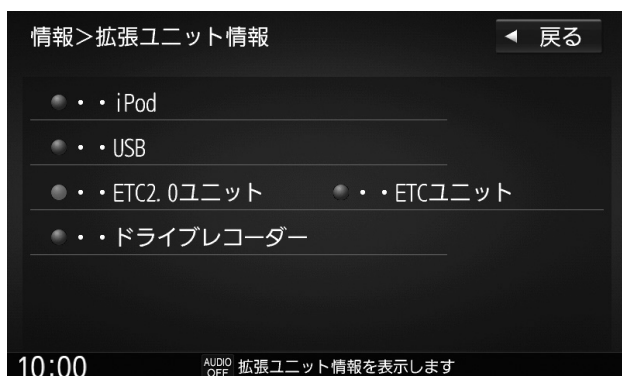 情報＞拡張ユニット情報
◀ 戻る
・・iPod
・・USB
・・ETC2.0ユニット ・・ETCユニット
・・ドライブレコーダー
10:00 AUDIO OFF 拡張ユニット情報を表示します